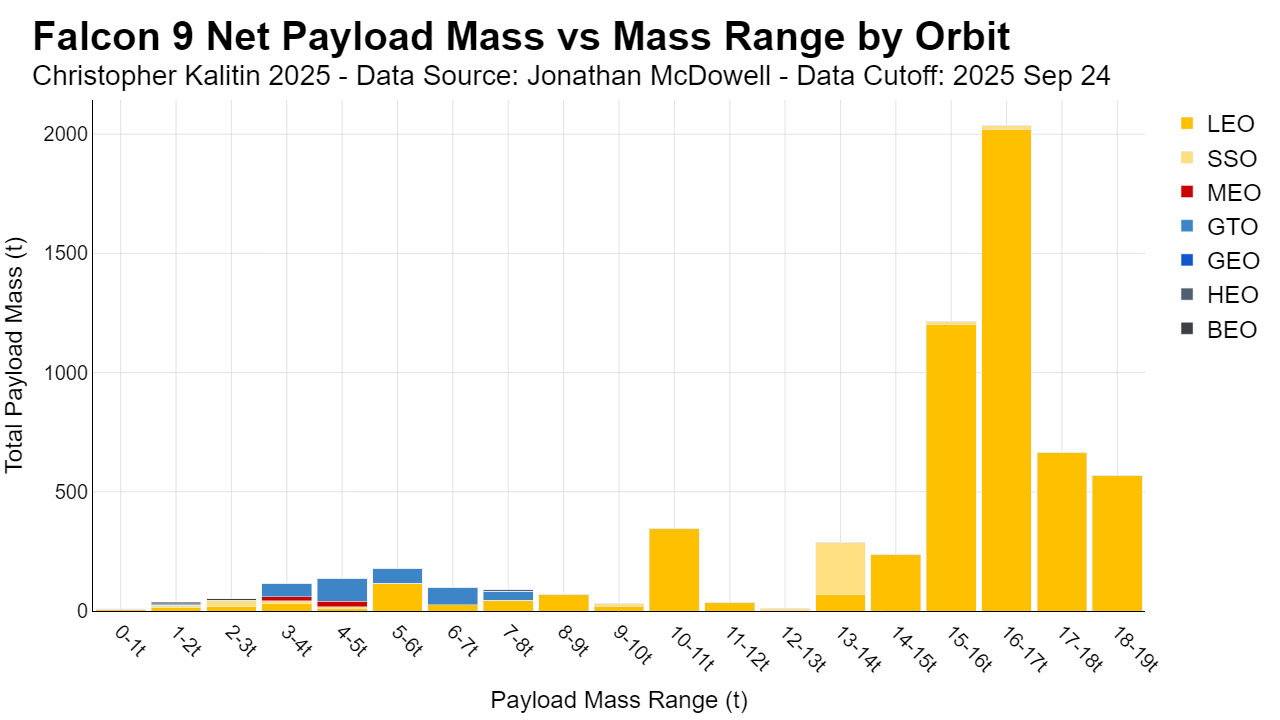 Falcon 9 Net Payload Mass vs Mass Range by Orbit
Christopher Kalitin 2025 - Data Source: Jonathan McDowell - Data Cutoff: 2025 Sep 24
LEO
SSO
MEO
GTO
GEO
HEO
BEO
Total Payload Mass (t)
2000
1500
1000
500
0
0-1t
1-2t
2-3t
3-4t
4-5t
5-6t
6-7t
7-8t
8-9t
9-10t
10-11t
11-12t
12-13t
13-14t
14-15t
15-16t
16-17t
17-18t
18-19t
Payload Mass Range (t)